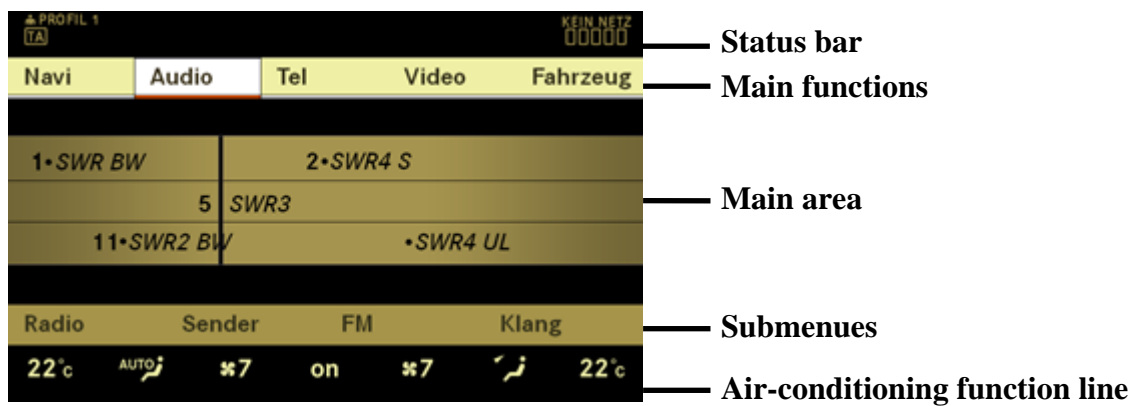 PROFIL 1 KEIN NETZ
TA
Status bar
Navi Audio Tel Video Fahrzeug
Main functions
1•SWR BW 2•SWR4 S
5 SWR3
Main area
11•SWR2 BW •SWR4 UL
Radio Sender FM Klang
Submenues
22°c AUTO 7 on 7 22°c
Air-conditioning function line